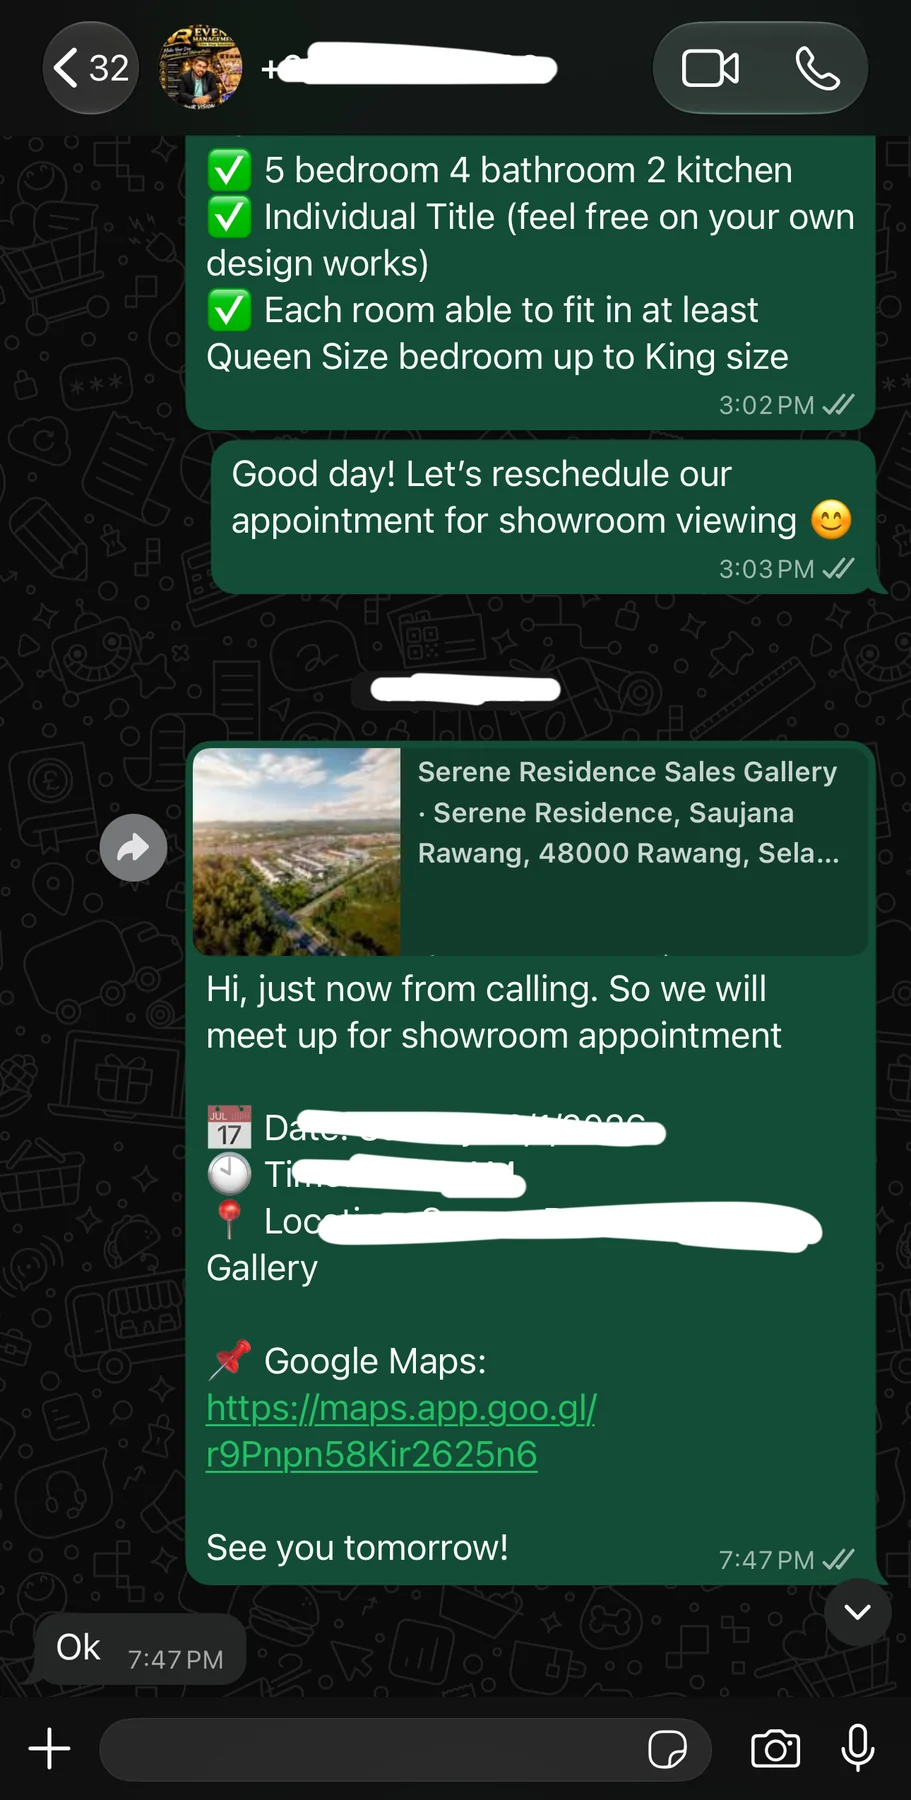 32
+
✅ 5 bedroom 4 bathroom 2 kitchen
✅ Individual Title (feel free on your own
design works)
✅ Each room able to fit in at least
Queen Size bedroom up to King size
3:02 PM
Good day! Let's reschedule our
appointment for showroom viewing 😊
3:03 PM
Serene Residence Sales Gallery
· Serene Residence, Saujana
Rawang, 48000 Rawang, Sela...
Hi, just now from calling. So we will
meet up for showroom appointment
📅 Date:
🕙 Time:
📍
Gallery
📌 Google Maps:
https://maps.app.goo.gl/
r9Pnpn58Kir2625n6
See you tomorrow!
7:47 PM
Ok 7:47 PM